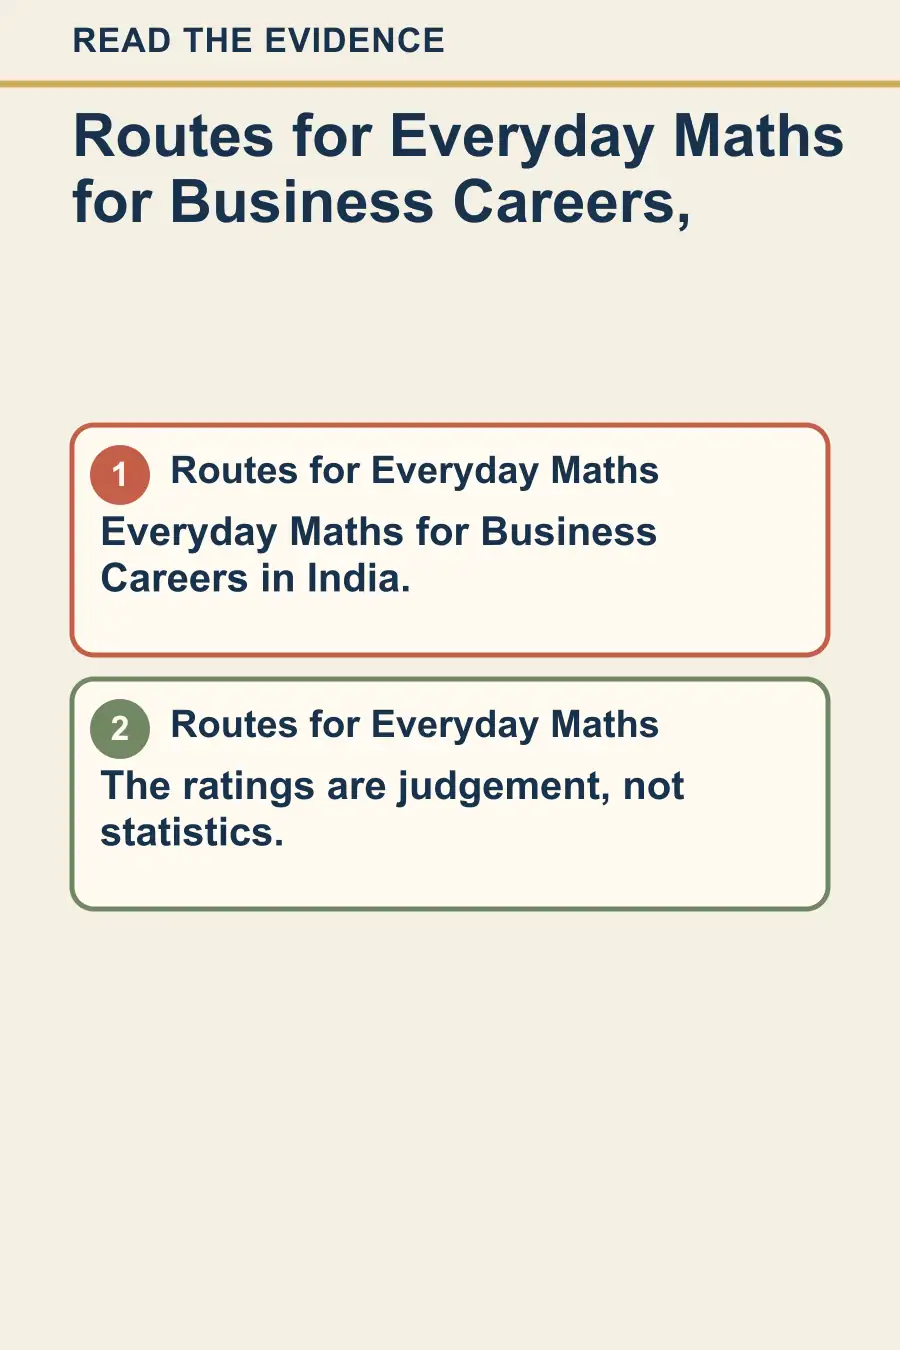 READ THE EVIDENCE
Routes for Everyday Maths
for Business Careers,
1 Routes for Everyday Maths
Everyday Maths for Business
Careers in India.
2 Routes for Everyday Maths
The ratings are judgement, not
statistics.